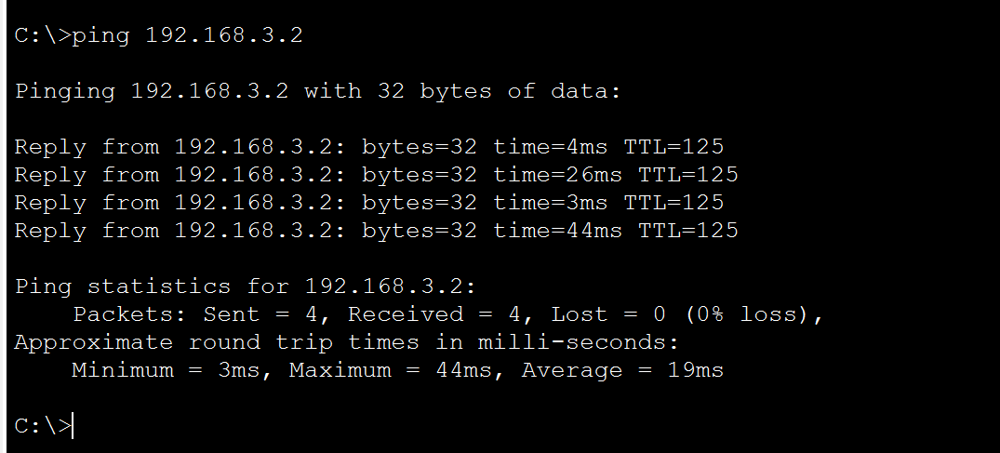 C:\>ping 192.168.3.2
Pinging 192.168.3.2 with 32 bytes of data:
Reply from 192.168.3.2: bytes=32 time=4ms TTL=125
Reply from 192.168.3.2: bytes=32 time=26ms TTL=125
Reply from 192.168.3.2: bytes=32 time=3ms TTL=125
Reply from 192.168.3.2: bytes=32 time=44ms TTL=125
Ping statistics for 192.168.3.2:
    Packets: Sent = 4, Received = 4, Lost = 0 (0% loss),
Approximate round trip times in milli-seconds:
    Minimum = 3ms, Maximum = 44ms, Average = 19ms
C:\>